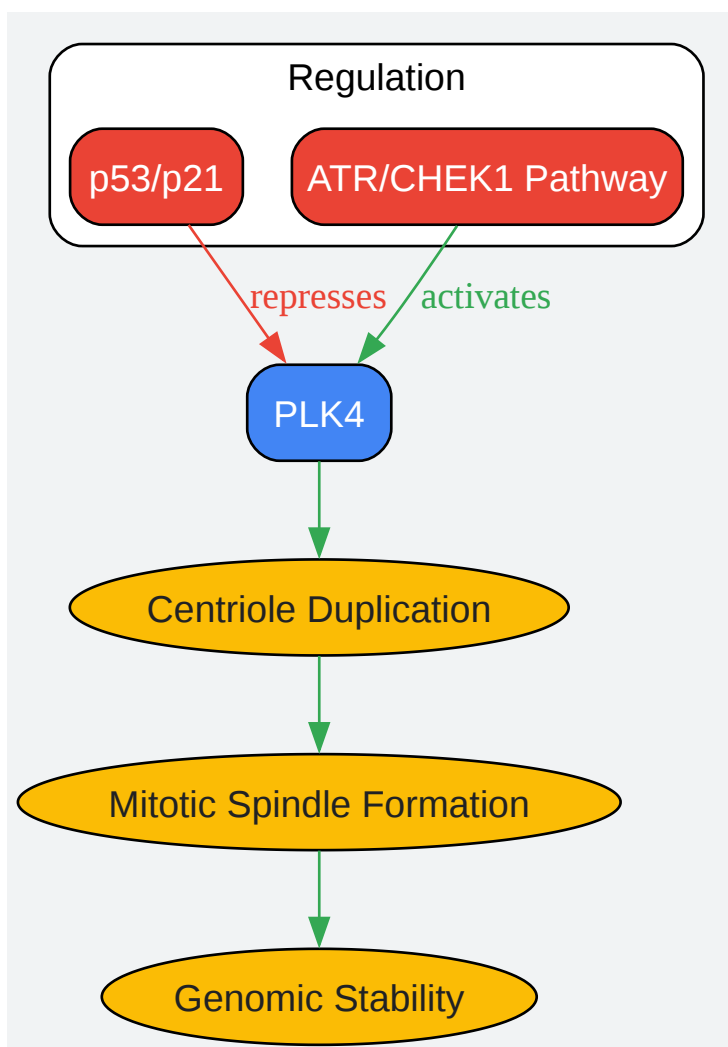 Regulation
p53/p21
ATR/CHEK1 Pathway
represses
activates
PLK4
Centriole Duplication
Mitotic Spindle Formation
Genomic Stability